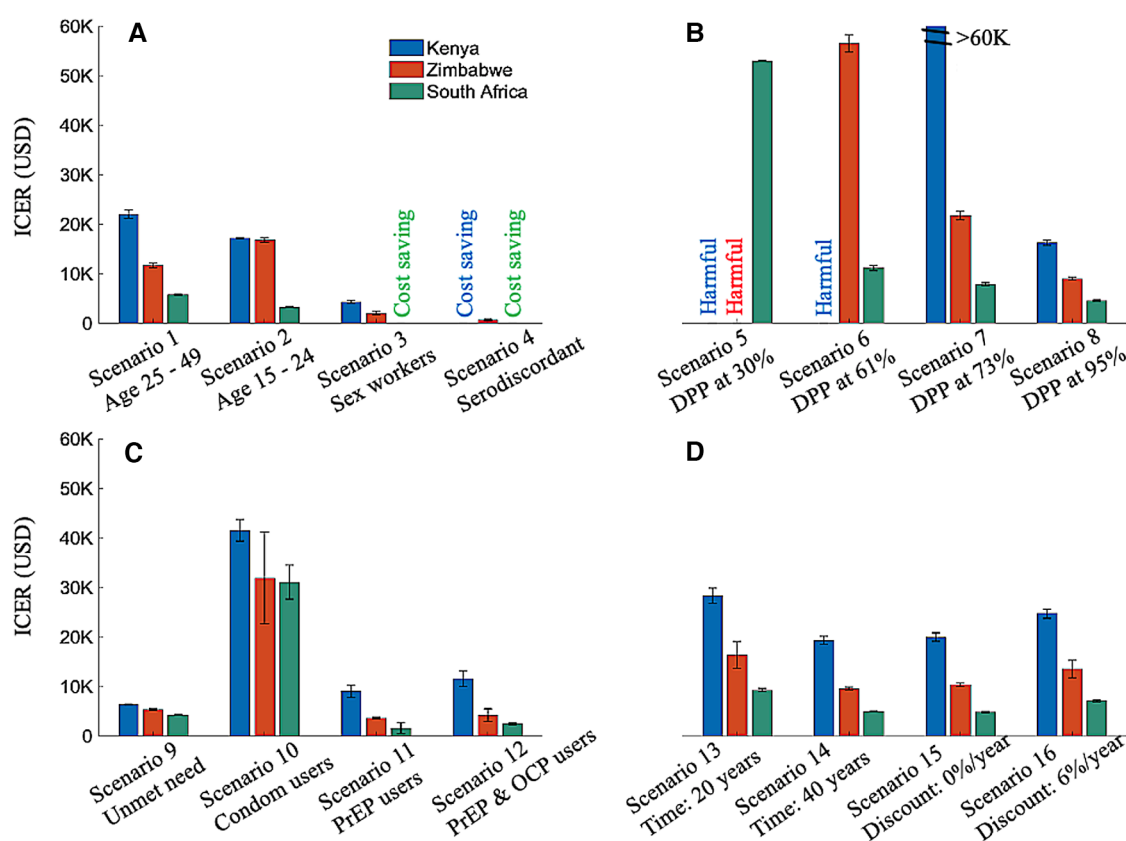 A
Kenya
Zimbabwe
South Africa
ICER (USD)
60K
50K
40K
30K
20K
10K
0
Cost saving
Cost saving
Cost saving
Scenario 1
Age 25 - 49
Scenario 2
Age 15 - 24
Scenario 3
Sex workers
Scenario 4
Serodiscordant
B
>60K
Harmful
Harmful
Harmful
Scenario 5
DPP at 30%
Scenario 6
DPP at 61%
Scenario 7
DPP at 73%
Scenario 8
DPP at 95%
C
ICER (USD)
60K
50K
40K
30K
20K
10K
0
Scenario 9
Unmet need
Scenario 10
Condom users
Scenario 11
PrEP users
Scenario 12
PrEP & OCP users
D
Scenario 13
Time: 20 years
Scenario 14
Time: 40 years
Scenario 15
Discount: 0%/year
Scenario 16
Discount: 6%/year